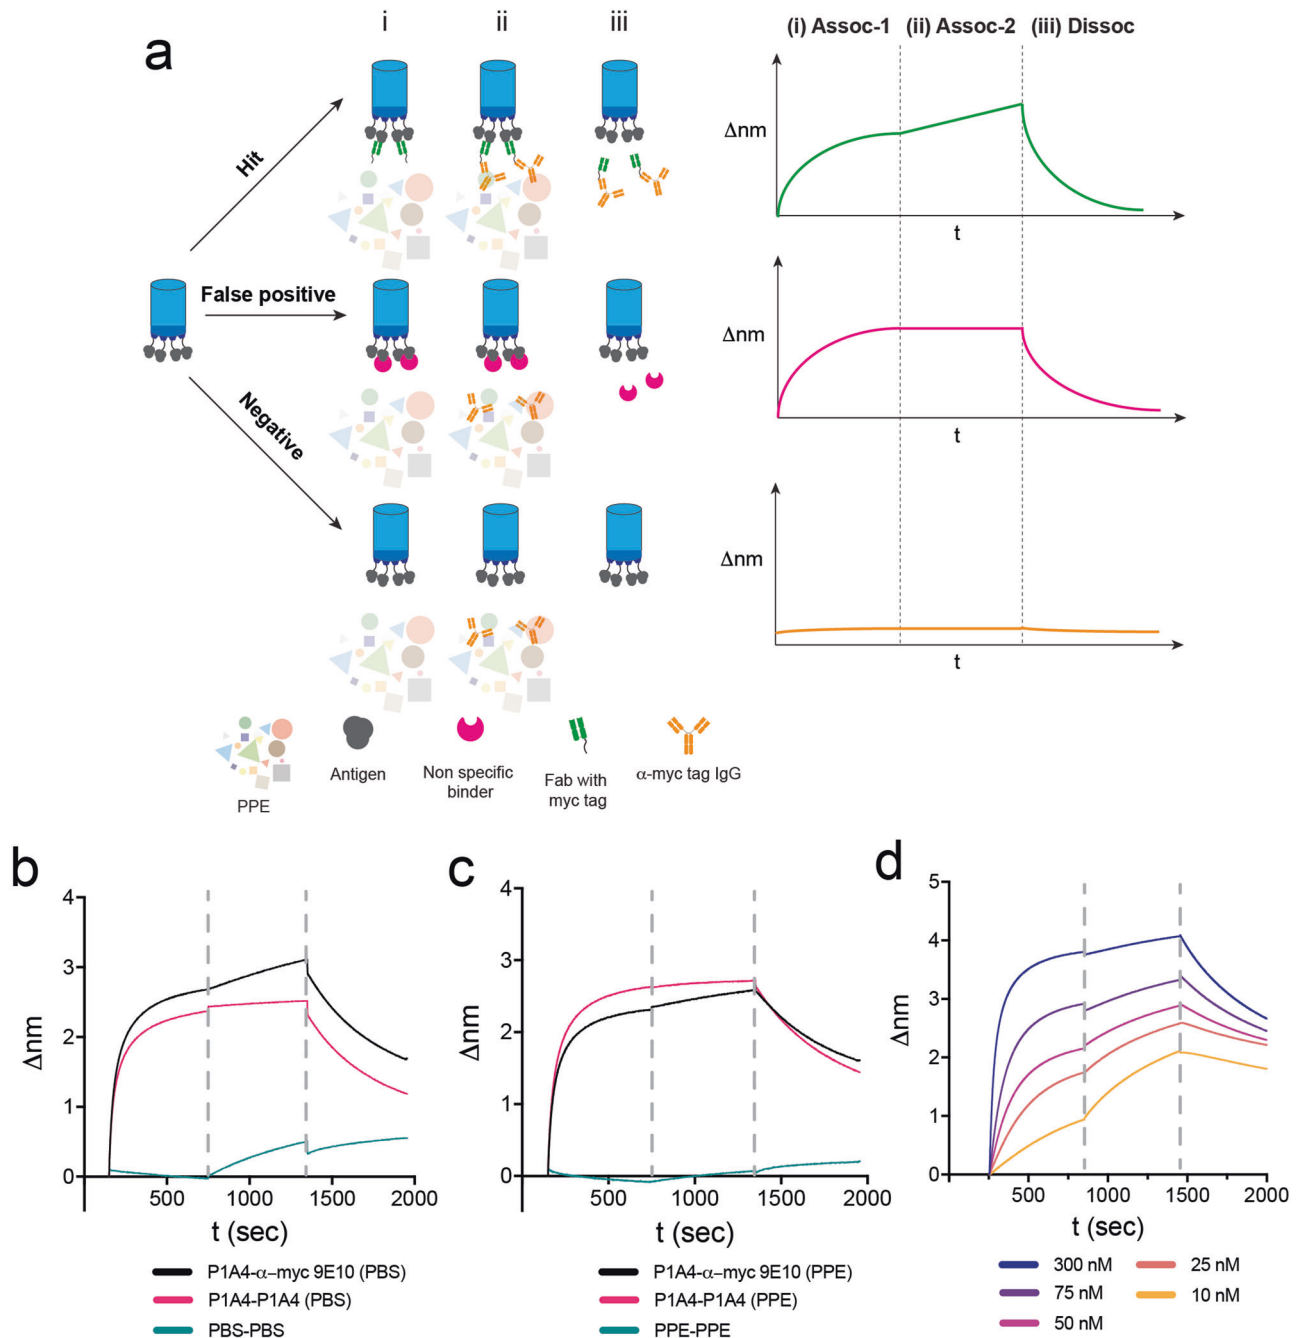 a
i
ii
iii
(i) Assoc-1
(ii) Assoc-2
(iii) Dissoc
Hit
False positive
Negative
Δnm
t
Δnm
t
Δnm
t
PPE
Antigen
Non specific
binder
Fab with
myc tag
α-myc tag IgG
b
4
3
2
1
0
Δnm
500
1000
1500
2000
t (sec)
P1A4-α–myc 9E10 (PBS)
P1A4-P1A4 (PBS)
PBS-PBS
c
4
3
2
1
0
Δnm
500
1000
1500
2000
t (sec)
P1A4-α–myc 9E10 (PPE)
P1A4-P1A4 (PPE)
PPE-PPE
d
5
4
3
2
1
0
Δnm
500
1000
1500
2000
t (sec)
300 nM
75 nM
50 nM
25 nM
10 nM